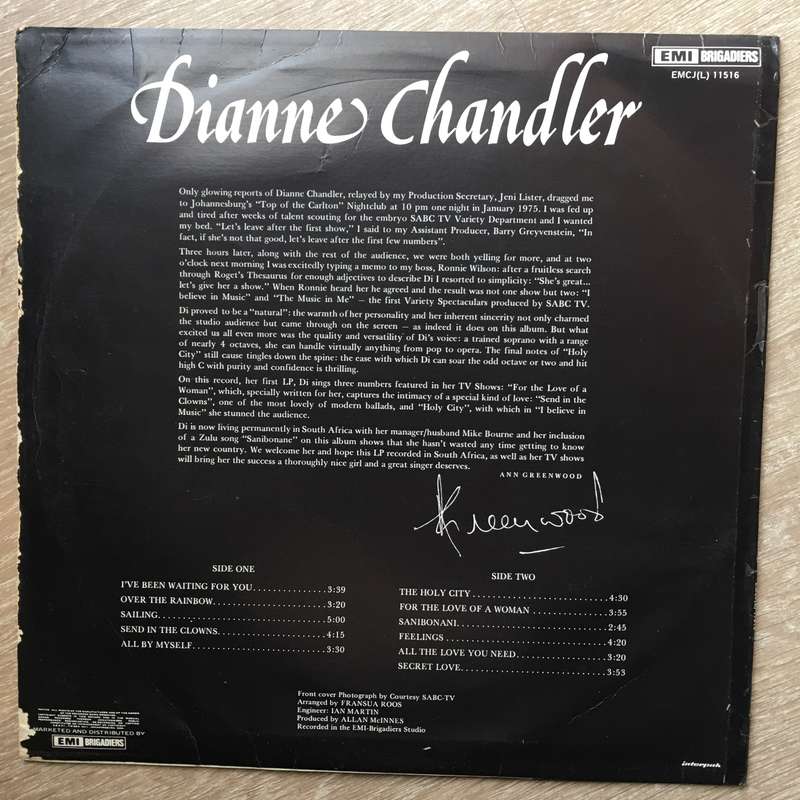 EMI BRIGADIERS
EMCJ(L) 11516
Dianne Chandler
Only glowing reports of Dianne Chandler, relayed by my Production Secretary, Jeni Lister, dragged me
to Johannesburg's "Top of the Carlton" Nightclub at 10 pm one night in January 1975. I was fed up
and tired after weeks of talent scouting for the embryo SABC TV Variety Department and I wanted
my bed. "Let's leave after the first show," I said to my Assistant Producer, Barry Greyvenstein, "In
fact, if she's not that good, let's leave after the first few numbers".
Three hours later, along with the rest of the audience, we were both yelling for more, and at two
o'clock next morning I was excitedly typing a memo to my boss, Ronnie Wilson: after a fruitless search
through Roget's Thesaurus for enough adjectives to describe Di I resorted to simplicity: "She's great...
let's give her a show." When Ronnie heard her he agreed and the result was not one show but two: "I
believe in Music" and "The Music in Me" – the first Variety Spectaculars produced by SABC TV.
Di proved to be a "natural": the warmth of her personality and her inherent sincerity not only charmed
the studio audience but came through on the screen – as indeed it does on this album. But what
excited us all even more was the quality and versatility of Di's voice: a trained soprano with a range
of nearly 4 octaves, she can handle virtually anything from pop to opera. The final notes of "Holy
City" still cause tingles down the spine: the ease with which Di can soar the odd octave or two and hit
high C with purity and confidence is thrilling.
On this record, her first LP, Di sings three numbers featured in her TV Shows: "For the Love of a
Woman", which, specially written for her, captures the intimacy of a special kind of love: "Send in the
Clowns", one of the most lovely of modern ballads, and "Holy City", with which in "I believe in
Music" she stunned the audience.
Di is now living permanently in South Africa with her manager/husband Mike Bourne and her inclusion
of a Zulu song "Sanibonane" on this album shows that she hasn't wasted any time getting to know
her new country. We welcome her and hope this LP recorded in South Africa, as well as her TV shows
will bring her the success a thoroughly nice girl and a great singer deserves.
ANN GREENWOOD
AGreenwood
SIDE ONE
I'VE BEEN WAITING FOR YOU...............3:39
OVER THE RAINBOW.......................3:20
SAILING..................................5:00
SEND IN THE CLOWNS......................4:15
ALL BY MYSELF...........................3:30
SIDE TWO
THE HOLY CITY...........................4:30
FOR THE LOVE OF A WOMAN ...............3:55
SANIBONANI..............................2:45
FEELINGS ................................4:20
ALL THE LOVE YOU NEED..................3:20
SECRET LOVE.............................3:53
Front cover Photograph by Courtesy SABC-TV
Arranged by FRANSUA ROOS
Engineer: IAN MARTIN
Produced by ALLAN McINNES
Recorded in the EMI-Brigadiers Studio
MARKETED AND DISTRIBUTED BY
EMI BRIGADIERS
interpak